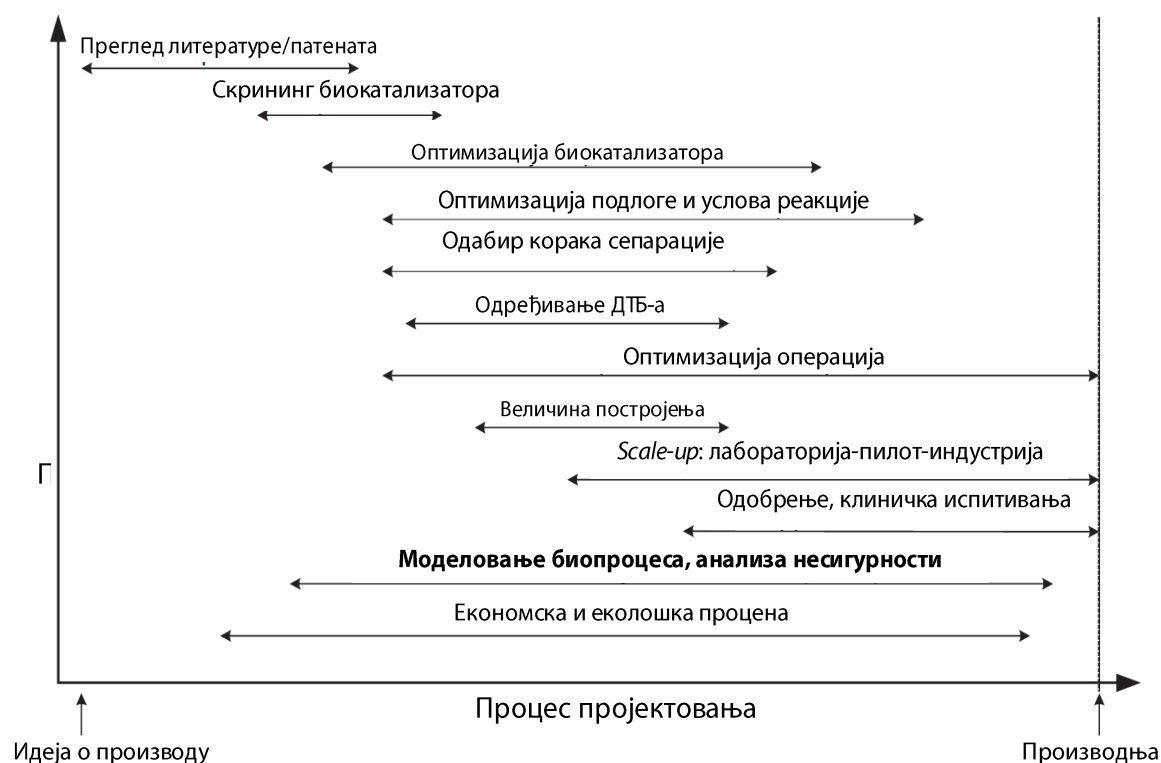 Преглед литературе/патената
Скрининг биокатализатора
Оптимизација биокатализатора
Оптимизација подлоге и услова реакције
Одабир корака сепарације
Одређивање ДТБ-а
Оптимизација операција
Величина постројења
Scale-up: лабораторија-пилот-индустрија
П
Одобрење, клиничка испитивања
Моделовање биопроцеса, анализа несигурности
Економска и еколошка процена
Процес пројектовања
Идеја о производу
Производња